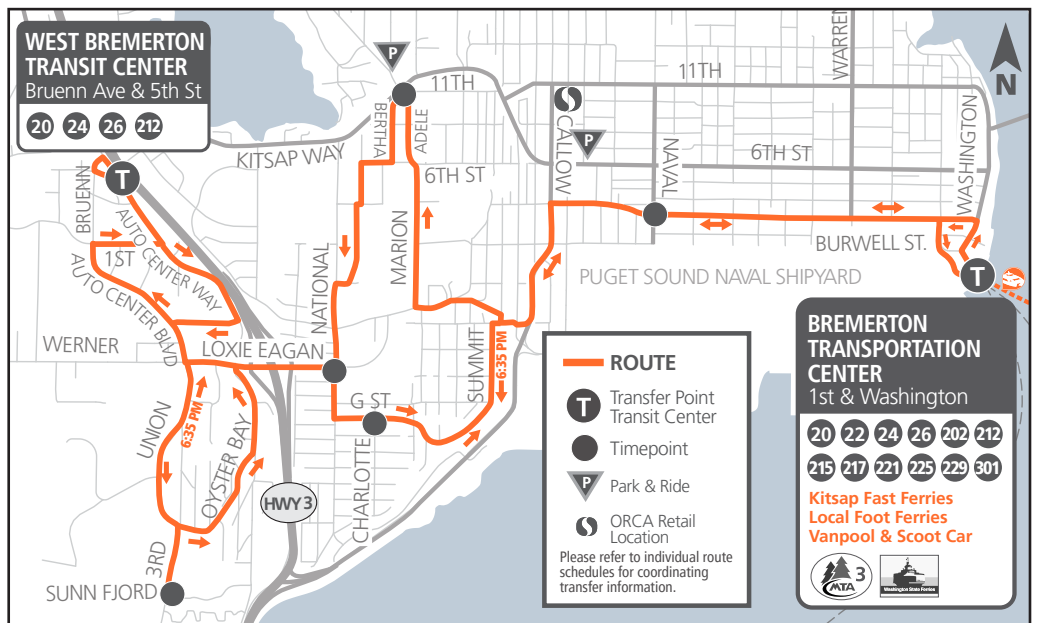 WEST BREMERTON
TRANSIT CENTER
Bruenn Ave & 5th St
20 24 26 212
P
11TH
11TH
WARREN
N
BERTHA
ADELE
CALLOW
P
KITSAP WAY
6TH ST
6TH ST
NAVAL
WASHINGTON
T
BRUENN
AUTO CENTER WAY
1ST
AUTO CENTER BLVD
NATIONAL
MARION
BURWELL ST.
T
PUGET SOUND NAVAL SHIPYARD
WERNER
LOXIE EAGAN
SUMMIT
6:35 PM
G ST
UNION
6:35 PM
OYSTER BAY
CHARLOTTE
HWY 3
3RD
SUNN FJORD
ROUTE
T
Transfer Point
Transit Center
Timepoint
P
Park & Ride
ORCA Retail
Location
Please refer to individual route
schedules for coordinating
transfer information.
BREMERTON
TRANSPORTATION
CENTER
1st & Washington
20 22 24 26 202 212
215 217 221 225 229 301
Kitsap Fast Ferries
Local Foot Ferries
Vanpool & Scoot Car
MTA 3
Washington State Ferries